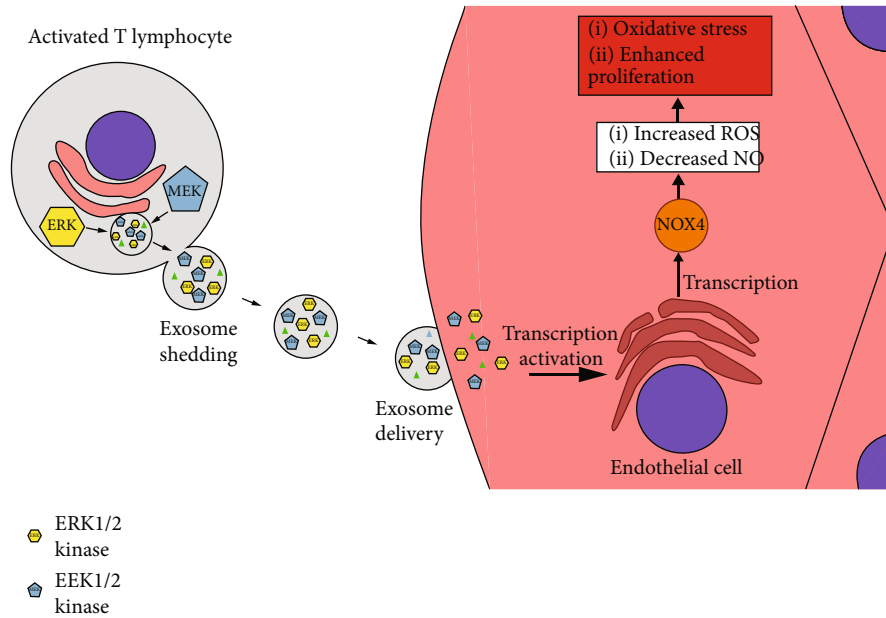 Activated T lymphocyte
MEK
ERK
Exosome
shedding
Exosome
delivery
Transcription
activation
(i) Oxidative stress
(ii) Enhanced
proliferation
(i) Increased ROS
(ii) Decreased NO
NOX4
Transcription
Endothelial cell
ERK1/2
kinase
EEK1/2
kinase